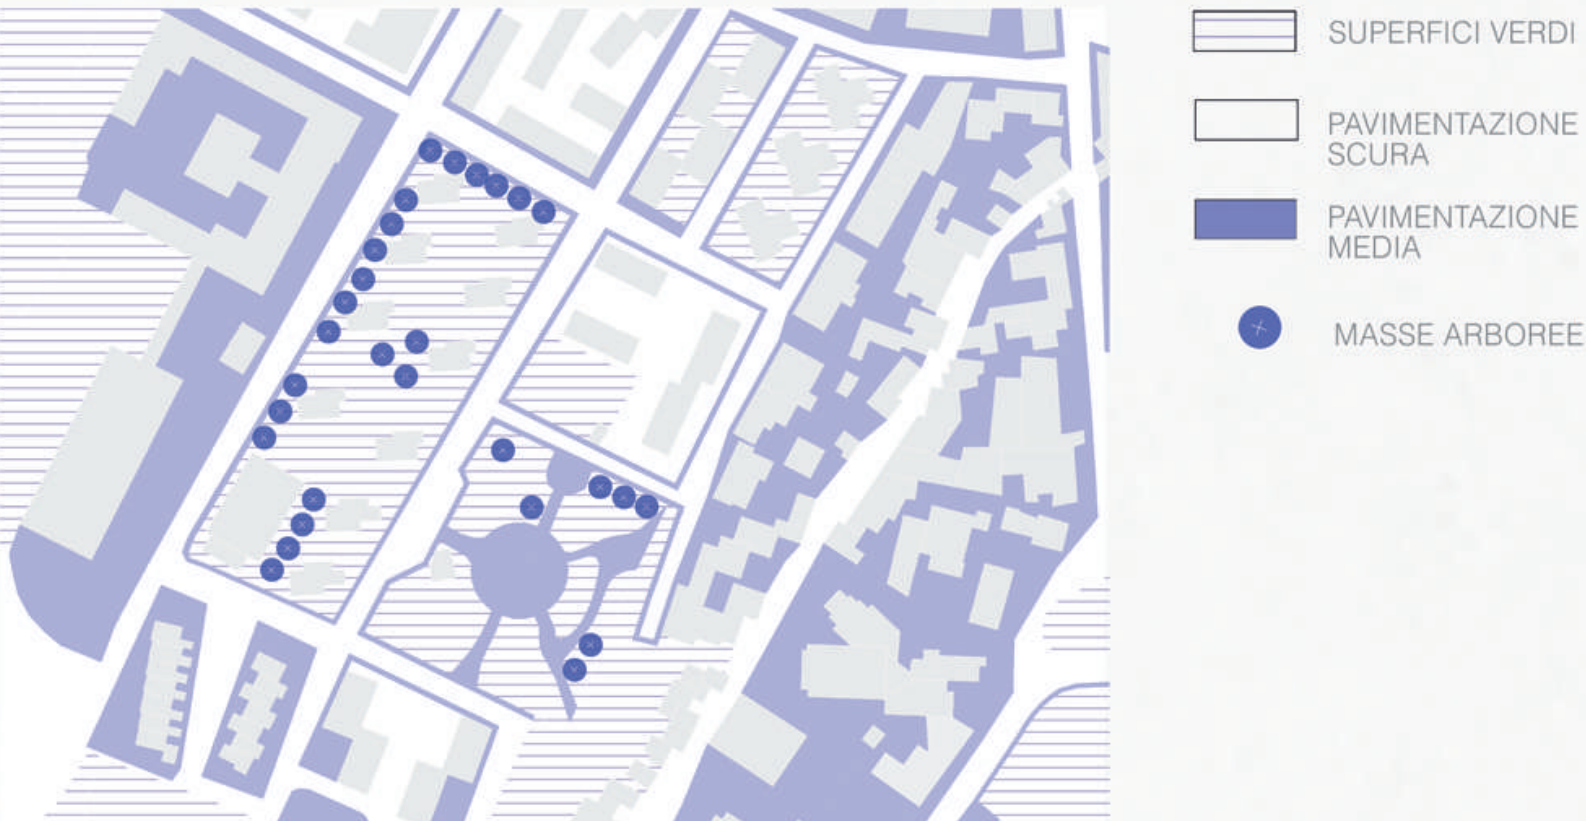 SUPERFICI VERDI
PAVIMENTAZIONE
SCURA
PAVIMENTAZIONE
MEDIA
MASSE ARBOREE